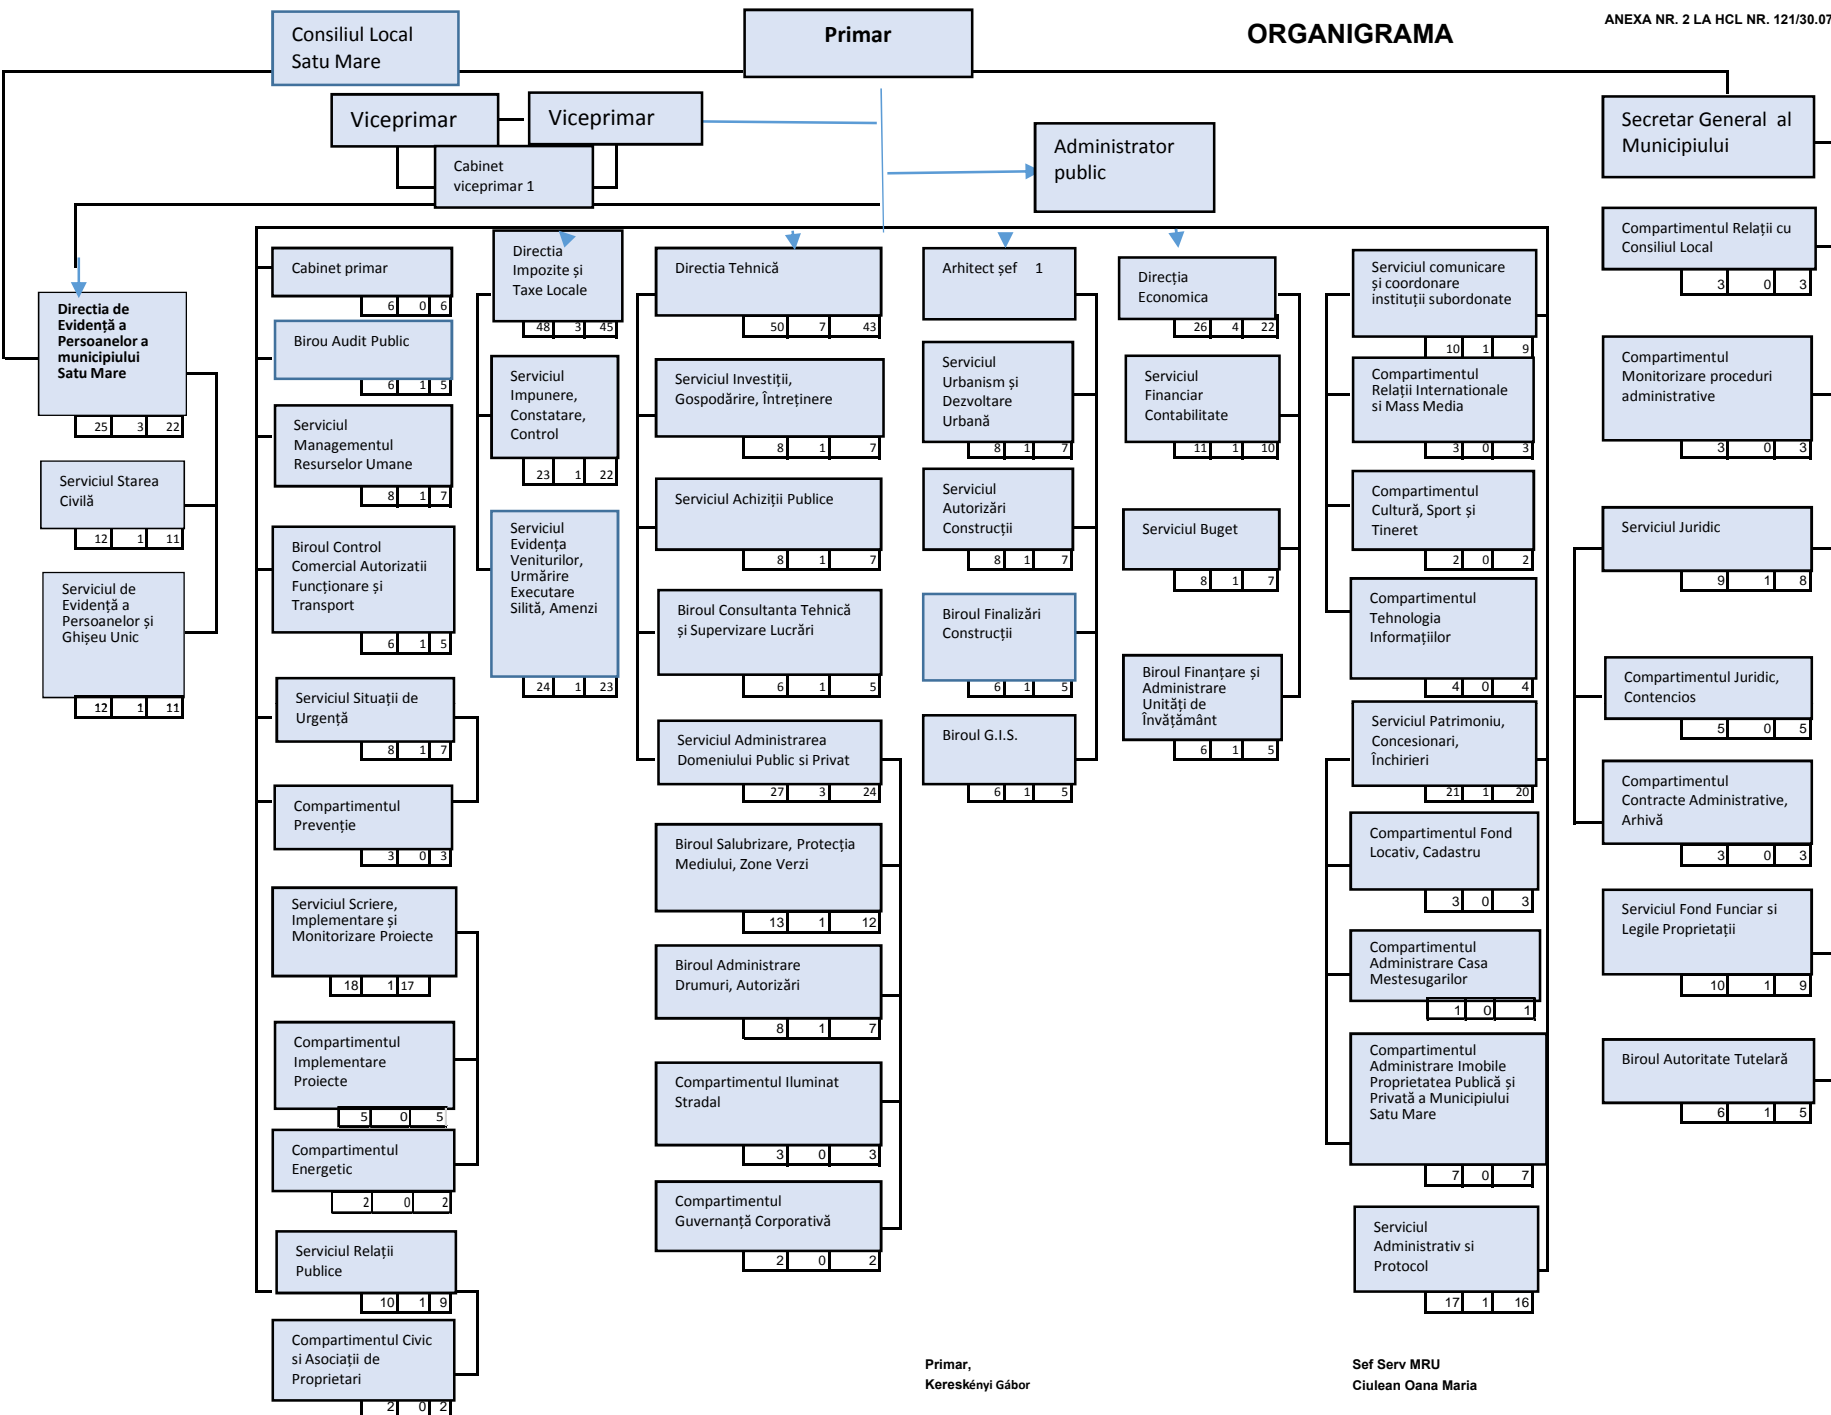 ANEXA NR. 2 LA HCL NR. 121/30.07
ORGANIGRAMA
Consiliul Local
Satu Mare
Primar
Viceprimar
Viceprimar
Cabinet
viceprimar 1
Administrator
public
Secretar General al
Municipiului
Directia de
Evidență a
Persoanelor a
municipiului
Satu Mare
25 3 22
Serviciul Starea
Civilă
12 1 11
Serviciul de
Evidență a
Persoanelor și
Ghișeu Unic
12 1 11
Cabinet primar
6 0 6
Birou Audit Public
6 1 5
Serviciul
Managementul
Resurselor Umane
8 1 7
Biroul Control
Comercial Autorizatii
Funcționare și
Transport
6 1 5
Serviciul Situații de
Urgență
8 1 7
Compartimentul
Prevenție
3 0 3
Serviciul Scriere,
Implementare și
Monitorizare Proiecte
18 1 17
Compartimentul
Implementare
Proiecte
5 0 5
Compartimentul
Energetic
2 0 2
Serviciul Relații
Publice
10 1 9
Compartimentul Civic
si Asociații de
Proprietari
2 0 2
Directia
Impozite și
Taxe Locale
48 3 45
Serviciul
Impunere,
Constatare,
Control
23 1 22
Serviciul
Evidența
Veniturilor,
Urmărire
Executare
Silită, Amenzi
24 1 23
Directia Tehnică
50 7 43
Serviciul Investiții,
Gospodărire, Întreținere
8 1 7
Serviciul Achiziții Publice
8 1 7
Biroul Consultanta Tehnică
și Supervizare Lucrări
6 1 5
Serviciul Administrarea
Domeniului Public si Privat
27 3 24
Biroul Salubrizare, Protecția
Mediului, Zone Verzi
13 1 12
Biroul Administrare
Drumuri, Autorizări
8 1 7
Compartimentul Iluminat
Stradal
3 0 3
Compartimentul
Guvernanță Corporativă
2 0 2
Arhitect șef 1
Serviciul
Urbanism și
Dezvoltare
Urbană
8 1 7
Serviciul
Autorizări
Construcții
8 1 7
Biroul Finalizări
Construcții
6 1 5
Biroul G.I.S.
6 1 5
Direcția
Economica
26 4 22
Serviciul
Financiar
Contabilitate
11 1 10
Serviciul Buget
8 1 7
Biroul Finanțare și
Administrare
Unități de
Învățământ
6 1 5
Serviciul comunicare
și coordonare
instituții subordonate
10 1 9
Compartimentul
Relații Internationale
si Mass Media
3 0 3
Compartimentul
Cultură, Sport și
Tineret
2 0 2
Compartimentul
Tehnologia
Informațiilor
4 0 4
Serviciul Patrimoniu,
Concesionari,
Închirieri
21 1 20
Compartimentul Fond
Locativ, Cadastru
3 0 3
Compartimentul
Administrare Casa
Mestesugarilor
1 0 1
Compartimentul
Administrare Imobile
Proprietatea Publică și
Privată a Municipiului
Satu Mare
7 0 7
Serviciul
Administrativ si
Protocol
17 1 16
Compartimentul Relații cu
Consiliul Local
3 0 3
Compartimentul
Monitorizare proceduri
administrative
3 0 3
Serviciul Juridic
9 1 8
Compartimentul Juridic,
Contencios
5 0 5
Compartimentul
Contracte Administrative,
Arhivă
3 0 3
Serviciul Fond Funciar si
Legile Proprietații
10 1 9
Biroul Autoritate Tutelară
6 1 5
Primar,
Kereskényi Gábor
Sef Serv MRU
Ciulean Oana Maria